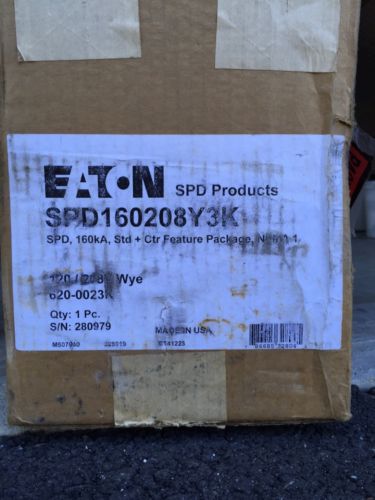 EATON SPD Products
SPD160208Y3K
SPD, 160kA, Std + Ctr Feature Package,
120 / 208V Wye
620-0023K
Qty: 1 Pc.
S/N: 280979
MADE IN USA